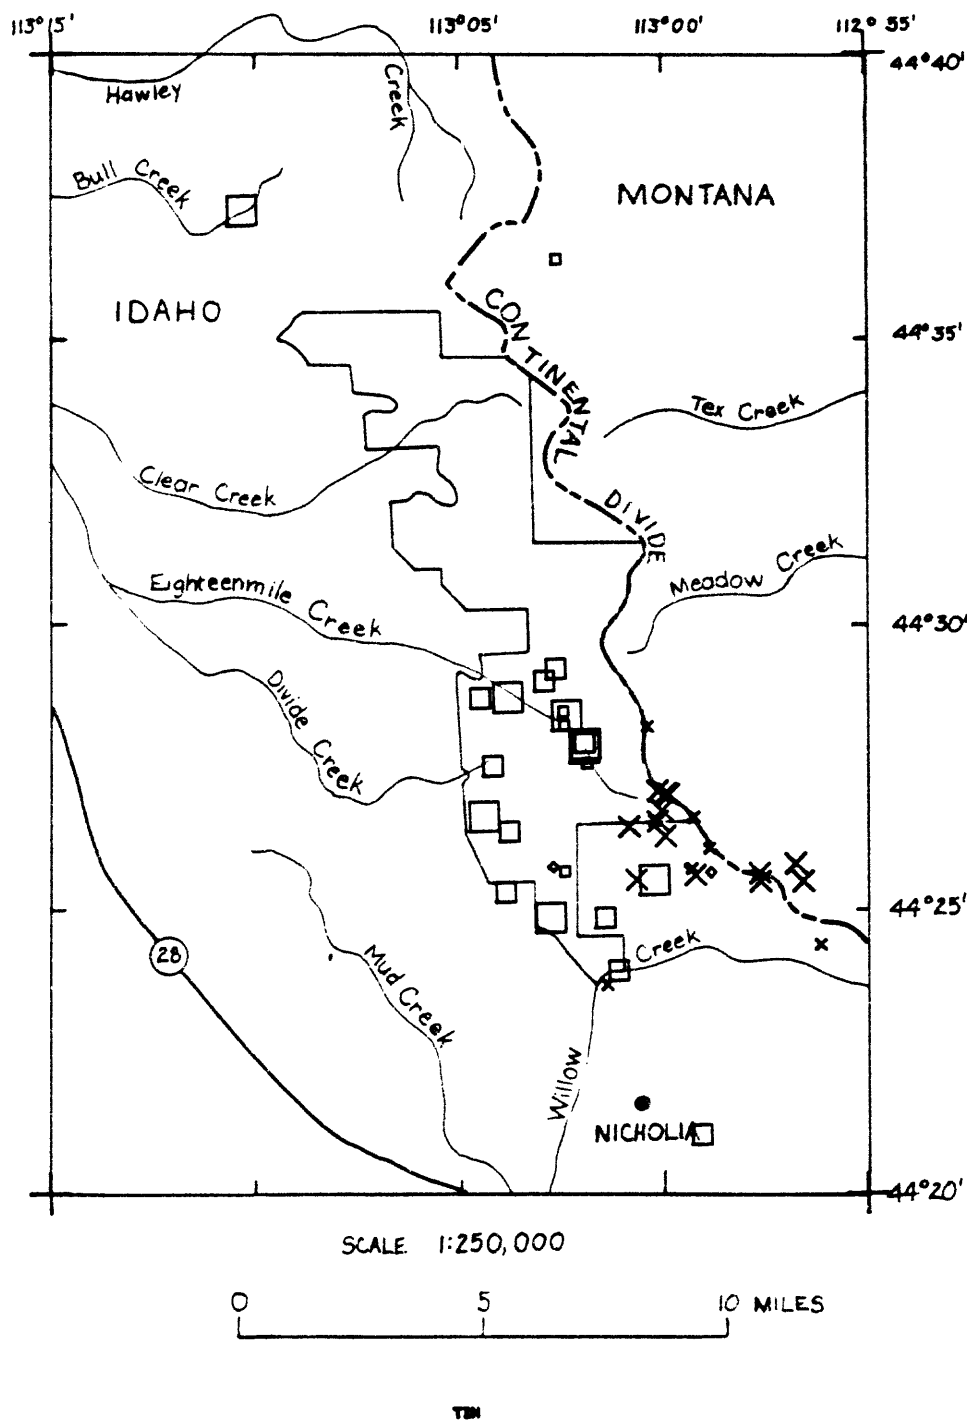 113°15' 113°05' 113°00' 112°55'
44°40'
Hawley Creek
Bull Creek
MONTANA
IDAHO
CONTINENTAL DIVIDE
44°35'
Tex Creek
Clear Creek
Meadow Creek
Eighteenmile Creek
44°30'
Divide Creek
44°25'
28
Mud Creek
Willow Creek
NICHOLIA
44°20'
SCALE 1:250,000
0 5 10 MILES
TIN